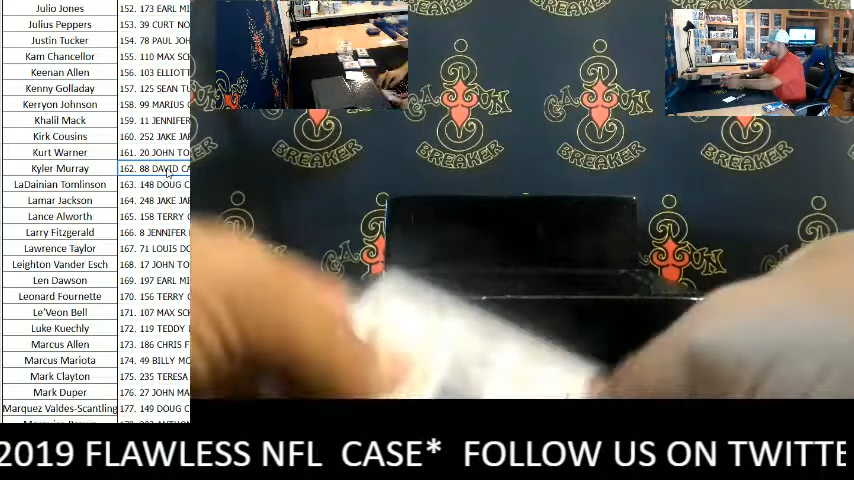 Julio Jones 152. 173 EARL MI
Julius Peppers 153. 39 CURT NO
Justin Tucker 154. 78 PAUL JOH
Kam Chancellor 155. 110 MAX SCH
Keenan Allen 156. 103 ELLIOTT
Kenny Golladay 157. 125 SEAN TU
Kerryon Johnson 158. 99 MARIUS G
Khalil Mack 159. 11 JENNIFER
Kirk Cousins 160. 252 JAKE JAR
Kurt Warner 161. 20 JOHN TO
Kyler Murray 162. 88 DAVID CA
LaDainian Tomlinson 163. 148 DOUG C
Lamar Jackson 164. 248 JAKE JAR
Lance Alworth 165. 158 TERRY C
Larry Fitzgerald 166. 8 JENNIFER
Lawrence Taylor 167. 71 LOUIS DO
Leighton Vander Esch 168. 17 JOHN TO
Len Dawson 169. 197 EARL MI
Leonard Fournette 170. 156 TERRY C
Le'Veon Bell 171. 107 MAX SCH
Luke Kuechly 172. 119 TEDDY
Marcus Allen 173. 186 CHRIS F
Marcus Mariota 174. 49 BILLY MC
Mark Clayton 175. 235 TERESA
Mark Duper 176. 27 JOHN MA
Marquez Valdes-Scantling 177. 149 DOUG C
CAJUN BREAKER
2019 FLAWLESS NFL CASE* FOLLOW US ON TWITTE